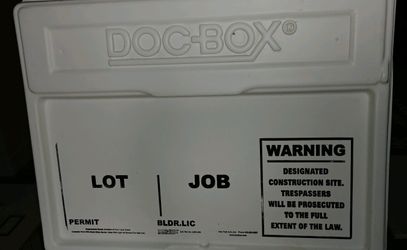 DOC-BOX®
LOT
JOB
PERMIT
BLDR.LIC
WARNING
DESIGNATED
CONSTRUCTION SITE.
TRESPASSERS
WILL BE PROSECUTED
TO THE FULL
EXTENT OF THE LAW.